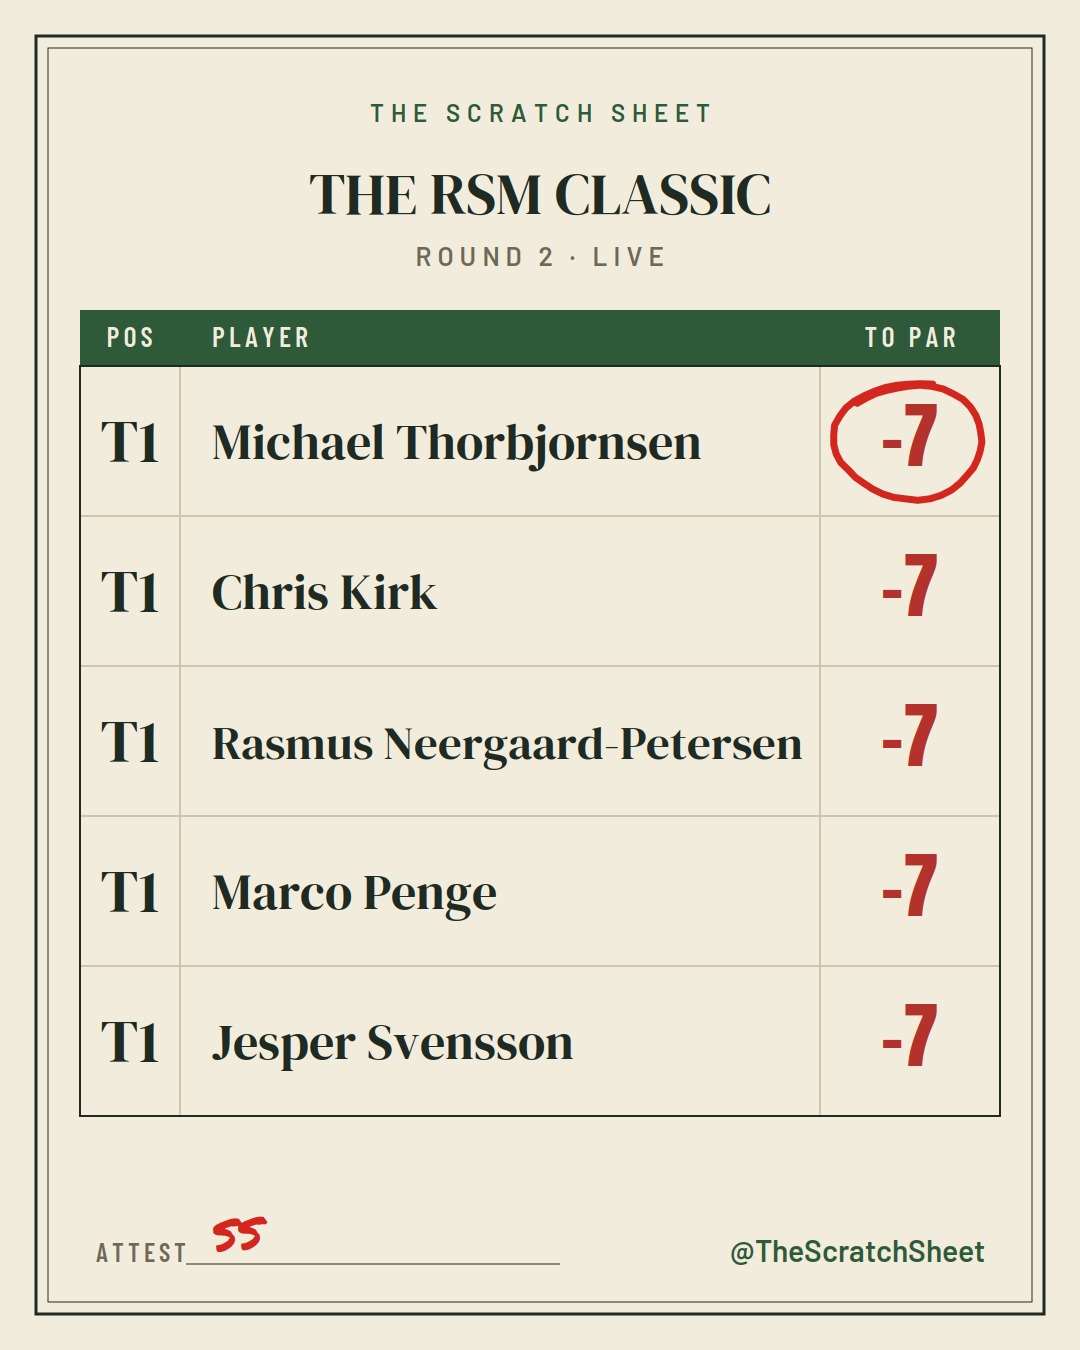 THE SCRATCH SHEET
THE RSM CLASSIC
ROUND 2 · LIVE
POS PLAYER TO PAR
T1 Michael Thorbjornsen -7
T1 Chris Kirk -7
T1 Rasmus Neergaard-Petersen -7
T1 Marco Penge -7
T1 Jesper Svensson -7
ATTEST SS @TheScratchSheet